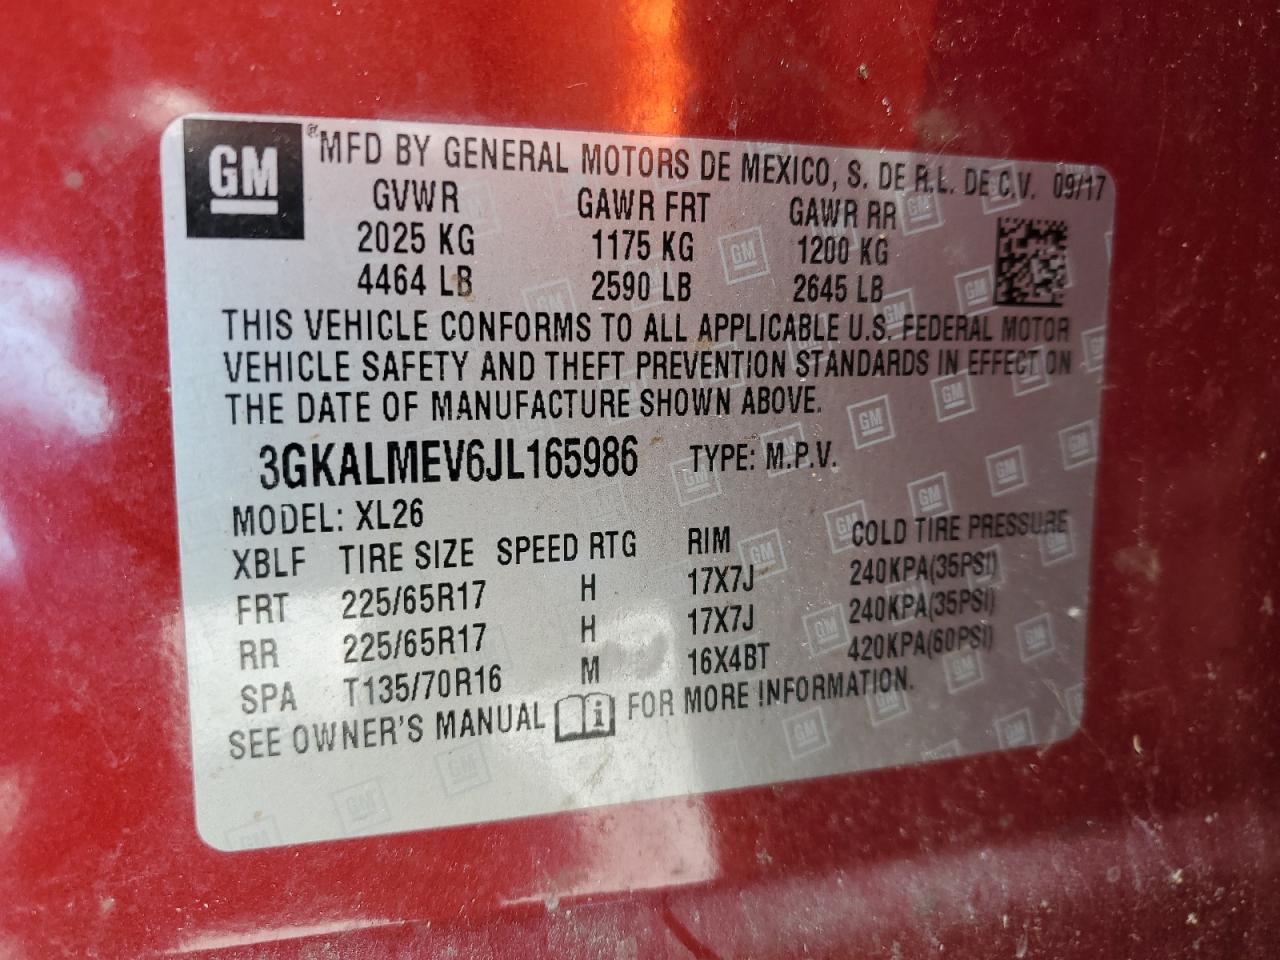 GM ® MFD BY GENERAL MOTORS DE MEXICO, S. DE R.L. DE C.V. 09/17
GVWR GAWR FRT GAWR RR
2025 KG 1175 KG 1200 KG
4464 LB 2590 LB 2645 LB
THIS VEHICLE CONFORMS TO ALL APPLICABLE U.S. FEDERAL MOTOR
VEHICLE SAFETY AND THEFT PREVENTION STANDARDS IN EFFECT ON
THE DATE OF MANUFACTURE SHOWN ABOVE.
3GKALMEV6JL165986 TYPE: M.P.V.
MODEL: XL26
XBLF TIRE SIZE SPEED RTG RIM COLD TIRE PRESSURE
FRT 225/65R17 H 17X7J 240KPA(35PSI)
RR 225/65R17 H 17X7J 240KPA(35PSI)
SPA T135/70R16 M 16X4BT 420KPA(60PSI)
SEE OWNER'S MANUAL i FOR MORE INFORMATION.